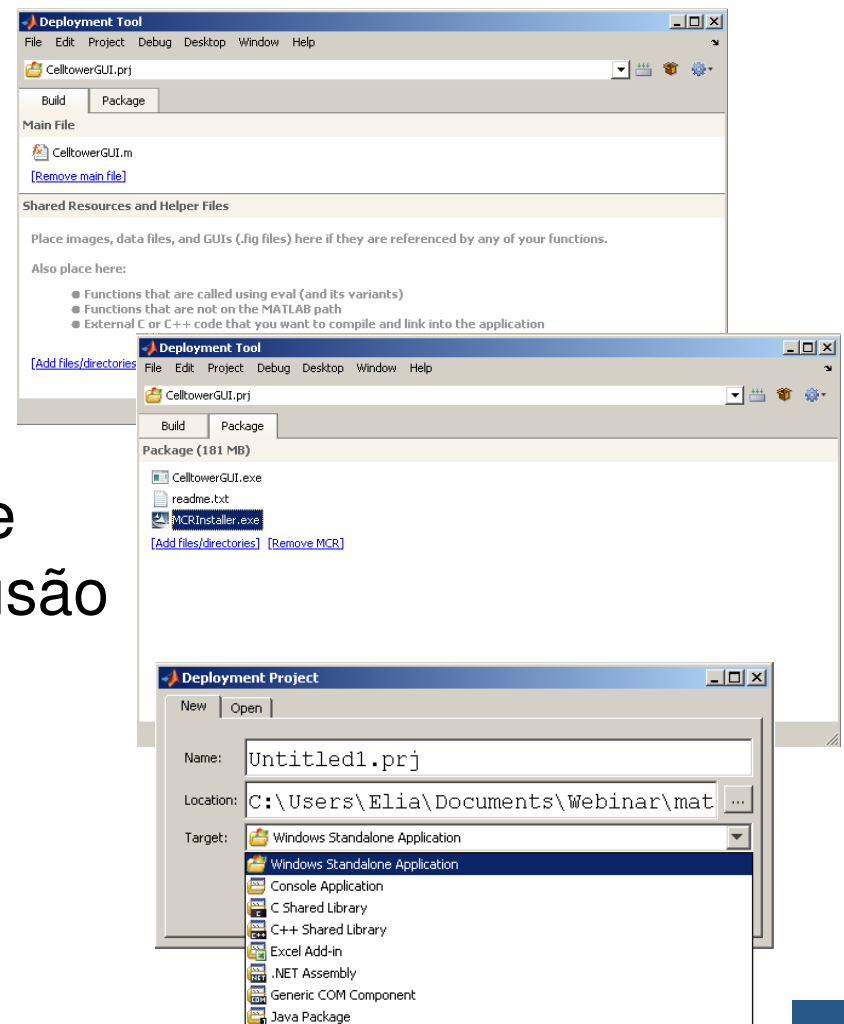 Deployment Tool
File Edit Project Debug Desktop Window Help
CelltowerGUI.prj
Build Package
Main File
CelltowerGUI.m
[Remove main file]
Shared Resources and Helper Files
Place images, data files, and GUIs (.fig files) here if they are referenced by any of your functions.
Also place here:
Functions that are called using eval (and its variants)
Functions that are not on the MATLAB path
External C or C++ code that you want to compile and link into the application
[Add files/directories
Deployment Tool
File Edit Project Debug Desktop Window Help
CelltowerGUI.prj
Build Package
Package (181 MB)
CelltowerGUI.exe
readme.txt
MCRInstaller.exe
[Add files/directories] [Remove MCR]
e
usão
Deployment Project
New Open
Name: Untitled1.prj
Location: C:\Users\Elia\Documents\Webinar\mat ...
Target: Windows Standalone Application
Windows Standalone Application
Console Application
C Shared Library
C++ Shared Library
Excel Add-in
.NET Assembly
Generic COM Component
Java Package